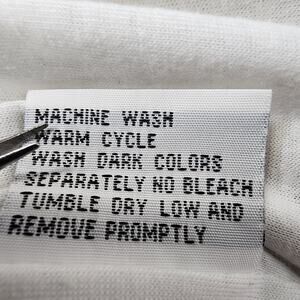 MACHINE WASH
WARM CYCLE
WASH DARK COLORS
SEPARATELY NO BLEACH
TUMBLE DRY LOW AND
REMOVE PROMPTLY